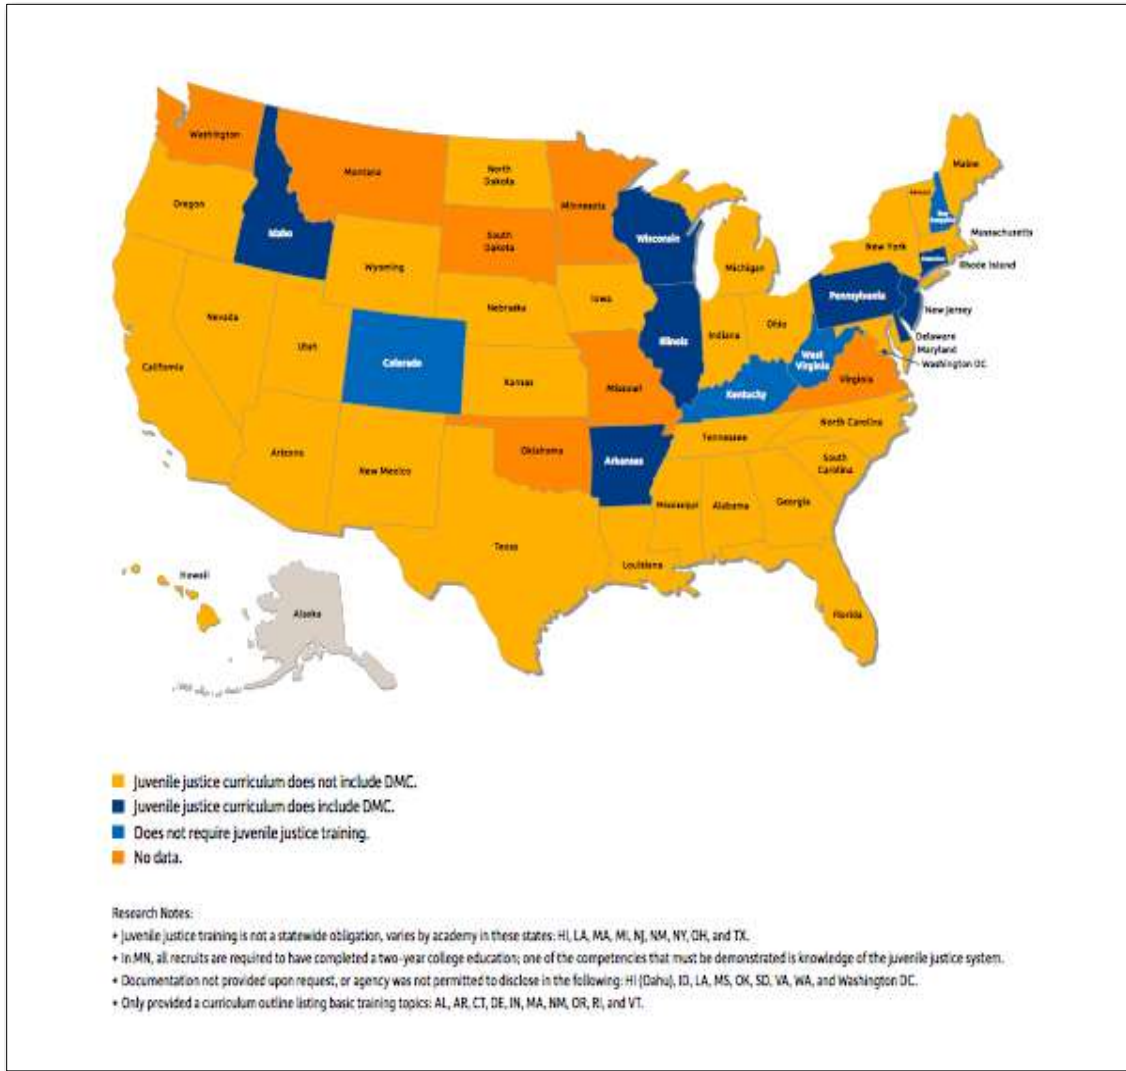 Washington
Montana
North
Dakota
Minnesota
Maine
Oregon
Idaho
South
Dakota
Wisconsin
New York
Massachusetts
Rhode Island
Wyoming
Michigan
Pennsylvania
New Jersey
Nevada
Nebraska
Iowa
Illinois
Indiana
Ohio
Delaware
Maryland
Washington DC
Utah
Colorado
West
Virginia
California
Kansas
Missouri
Kentucky
Virginia
Arizona
New Mexico
Oklahoma
Arkansas
Tennessee
North Carolina
South
Carolina
Mississippi
Alabama
Georgia
Texas
Louisiana
Hawaii
Alaska
Florida
Juvenile justice curriculum does not include DMC.
Juvenile justice curriculum does include DMC.
Does not require juvenile justice training.
No data.
Research Notes:
• Juvenile justice training is not a statewide obligation, varies by academy in these states: HI, LA, MA, MI, NJ, NM, NY, OH, and TX.
• In MN, all recruits are required to have completed a two-year college education; one of the competencies that must be demonstrated is knowledge of the juvenile justice system.
• Documentation not provided upon request, or agency was not permitted to disclose in the following: HI (Oahu), ID, LA, MS, OK, SD, VA, WA, and Washington DC.
• Only provided a curriculum outline listing basic training topics: AL, AR, CT, DE, IN, MA, NM, OR, RI, and VT.